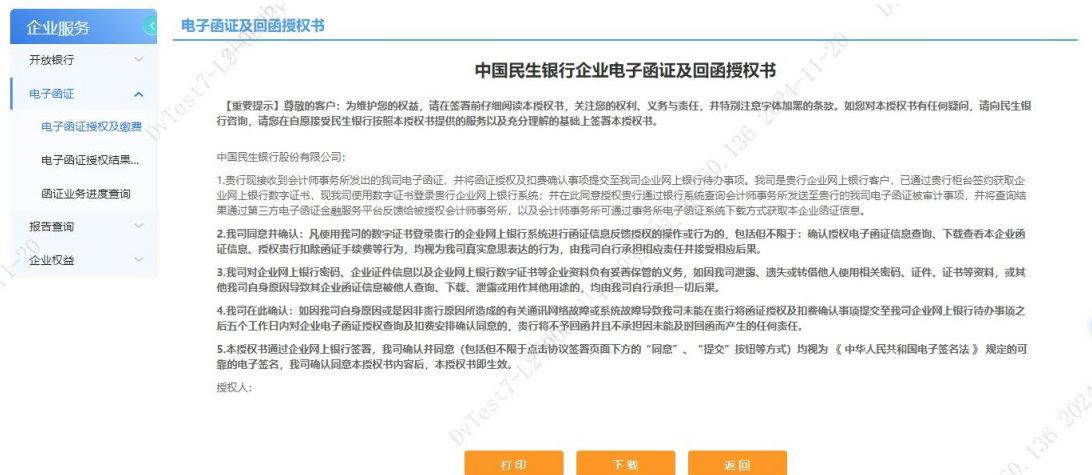 企业服务
开放银行
电子函证
电子函证授权及缴费
电子函证授权结果...
函证业务进度查询
报告查询
企业权益
电子函证及回函授权书
中国民生银行企业电子函证及回函授权书
【重要提示】尊敬的客户：为维护您的权益，请在签署前仔细阅读本授权书，关注您的权利、义务与责任，并特别注意字体加黑的条款。如您对本授权书有任何疑问，请向民生银
行咨询，请您在自愿接受民生银行按照本授权书提供的服务以及充分理解的基础上签署本授权书。
中国民生银行股份有限公司：
1.贵行现接收到会计师事务所发出的我司电子函证，并将函证授权及扣费确认事项提交至我司企业网上银行待办事项。我司是贵行企业网上银行客户，已通过贵行柜台签约获取企
业网上银行数字证书，现我司使用数字证书登录贵行企业网上银行系统；并在此同意授权贵行通过银行系统查询会计师事务所发送至贵行的我司电子函证被审计事项，并将查询结
果通过第三方电子函证金融服务平台反馈给被授权会计师事务所，以及会计师事务所可通过事务所电子函证系统下载方式获取本企业函证信息。
2.我司同意并确认：凡使用我司的数字证书登录贵行的企业网上银行系统进行函证信息反馈授权的操作或行为的，包括但不限于：确认授权电子函证信息查询、下载查看本企业函
证信息、授权贵行扣除函证手续费等行为，均视为我司真实意思表达的行为，由我司自行承担相应责任并接受相应后果。
3.我司对企业网上银行密码、企业证件信息以及企业网上银行数字证书等企业资料负有妥善保管的义务，如因我司泄露、遗失或转借他人使用相关密码、证件、证书等资料，或其
他我司自身原因导致其企业函证信息被他人查询、下载、泄露或用作其他用途的，均由我司自行承担一切后果。
4.我司在此确认：如因我司自身原因或是因非贵行原因所造成的有关通讯网络故障或系统故障导致我司未能在贵行将函证授权及扣费确认事项提交至我司企业网上银行待办事项之
后五个工作日内对企业电子函证授权查询及扣费安排确认同意的，贵行将不予回函并且不承担因未能及时回函而产生的任何责任。
5.本授权书通过企业网上银行签署，我司确认并同意（包括但不限于点击协议签署页面下方的“同意”、“提交”按钮等方式）均视为《中华人民共和国电子签名法》规定的可
靠的电子签名，我司确认同意本授权书内容后，本授权书即生效。
授权人：
打印
下载
返回